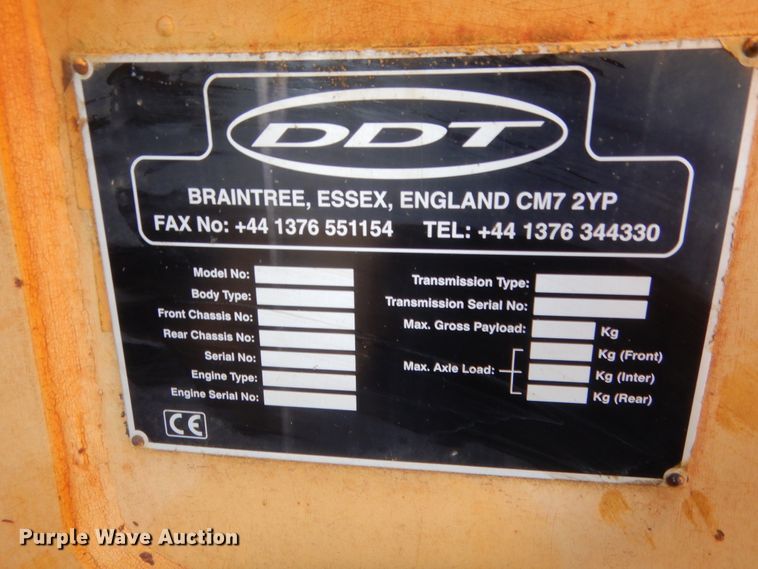 DDT
BRAINTREE, ESSEX, ENGLAND CM7 2YP
FAX No: +44 1376 551154 TEL: +44 1376 344330
Model No:
Body Type:
Front Chassis No:
Rear Chassis No:
Serial No:
Engine Type:
Engine Serial No:
Transmission Type:
Transmission Serial No:
Max. Gross Payload: Kg
Kg (Front)
Max. Axle Load: Kg (Inter)
Kg (Rear)
CE
Purple Wave Auction